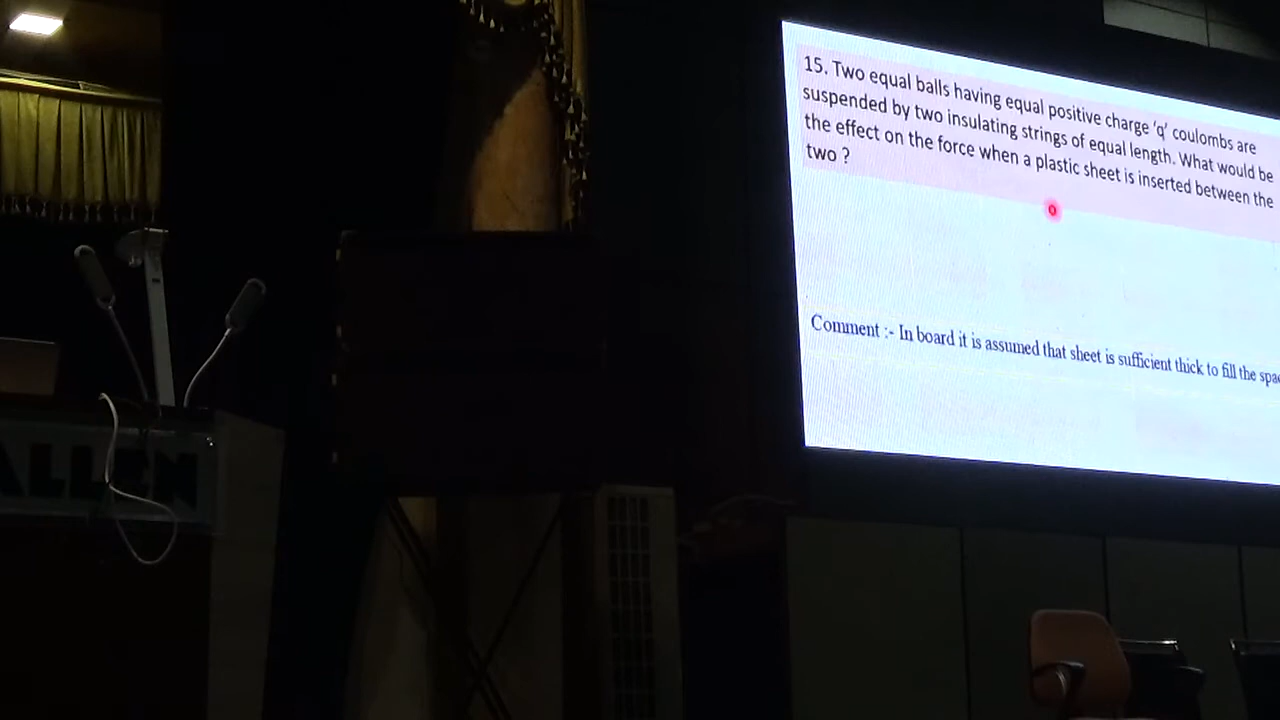 15. Two equal balls having equal positive charge 'q' coulombs are
suspended by two insulating strings of equal length. What would be
the effect on the force when a plastic sheet is inserted between the
two ?
Comment :- In board it is assumed that sheet is sufficient thick to fill the
ALLEN